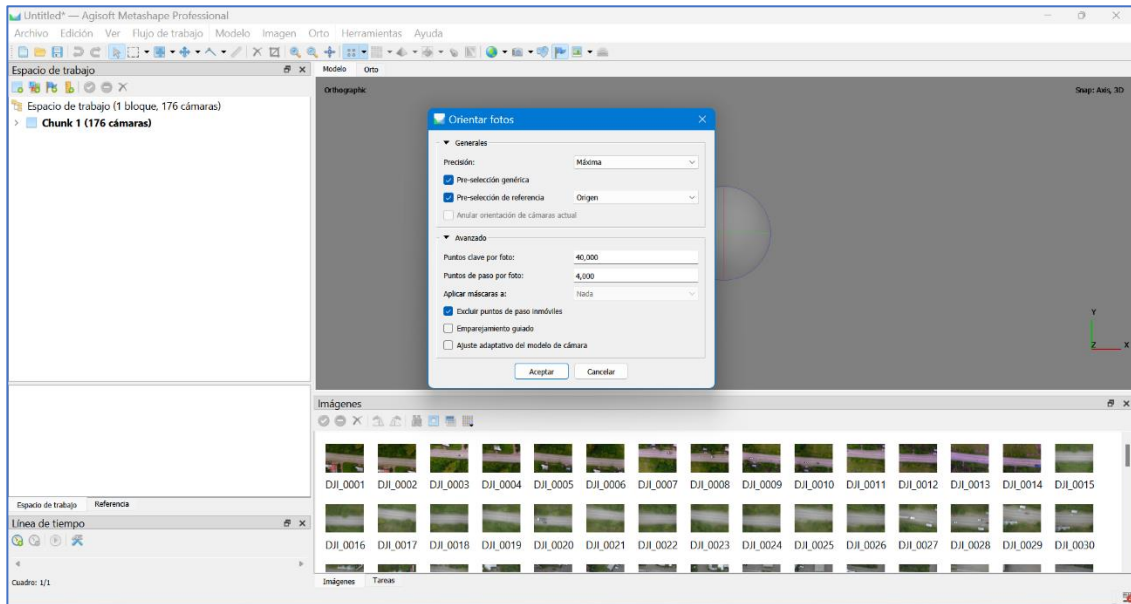 Untitled* — Agisoft Metashape Professional
Archivo Edición Ver Flujo de trabajo Modelo Imagen Orto Herramientas Ayuda
Espacio de trabajo
Modelo Orto
Orthographic
Snap: Axis, 3D
Espacio de trabajo (1 bloque, 176 cámaras)
Chunk 1 (176 cámaras)
Orientar fotos
Generales
Precisión: Máxima
Pre-selección genérica
Pre-selección de referencia Origen
Anular orientación de cámaras actual
Avanzado
Puntos clave por foto: 40,000
Puntos de paso por foto: 4,000
Aplicar máscaras a: Nada
Excluir puntos de paso inmóviles
Emparejamiento guiado
Ajuste adaptativo del modelo de cámara
Aceptar Cancelar
Y
Z X
Imágenes
DJI_0001 DJI_0002 DJI_0003 DJI_0004 DJI_0005 DJI_0006 DJI_0007 DJI_0008 DJI_0009 DJI_0010 DJI_0011 DJI_0012 DJI_0013 DJI_0014 DJI_0015
DJI_0016 DJI_0017 DJI_0018 DJI_0019 DJI_0020 DJI_0021 DJI_0022 DJI_0023 DJI_0024 DJI_0025 DJI_0026 DJI_0027 DJI_0028 DJI_0029 DJI_0030
Imágenes Tareas
Espacio de trabajo Referencia
Línea de tiempo
Cuadro: 1/1